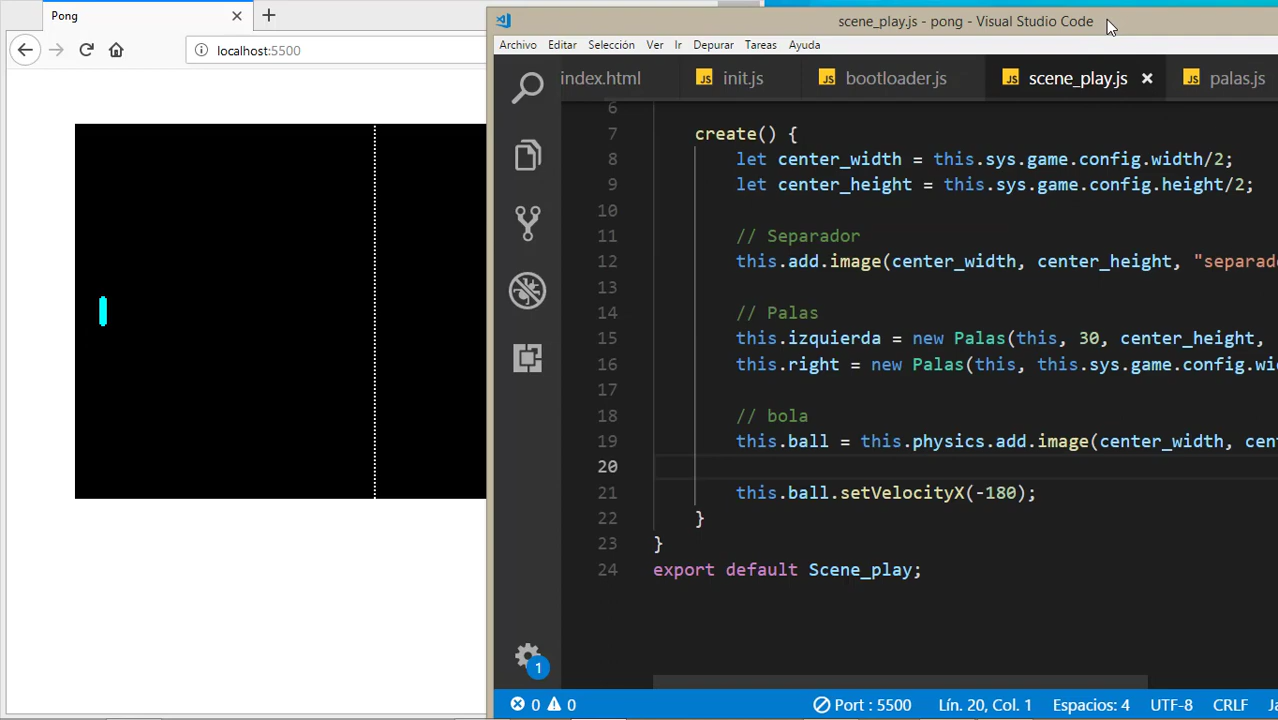 Pong
localhost:5500
scene_play.js - pong - Visual Studio Code
Archivo Editar Selección Ver Ir Depurar Tareas Ayuda
index.html init.js bootloader.js scene_play.js palas.js
6
7 create() {
8 let center_width = this.sys.game.config.width/2;
9 let center_height = this.sys.game.config.height/2;
10
11 // Separador
12 this.add.image(center_width, center_height, "separado
13
14 // Palas
15 this.izquierda = new Palas(this, 30, center_height,
16 this.right = new Palas(this, this.sys.game.config.wi
17
18 // bola
19 this.ball = this.physics.add.image(center_width, cent
20
21 this.ball.setVelocityX(-180);
22 }
23 }
24 export default Scene_play;
1
0 0 Port : 5500 Lín. 20, Col. 1 Espacios: 4 UTF-8 CRLF Ja